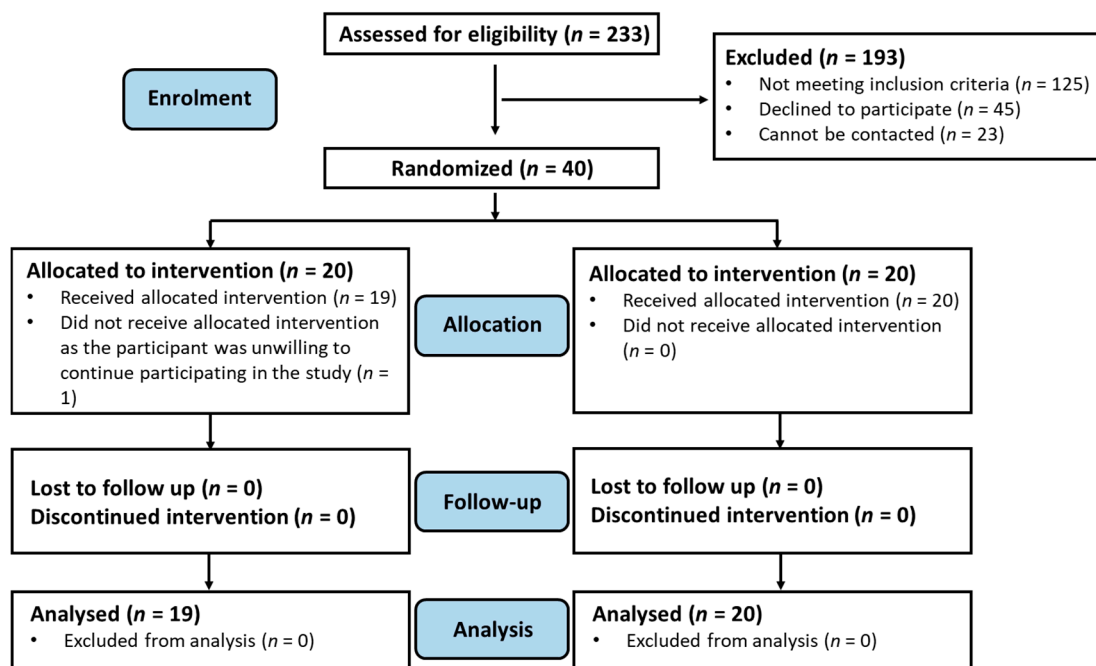 Assessed for eligibility (n = 233)
Excluded (n = 193)
• Not meeting inclusion criteria (n = 125)
• Declined to participate (n = 45)
• Cannot be contacted (n = 23)
Enrolment
Randomized (n = 40)
Allocated to intervention (n = 20)
• Received allocated intervention (n = 19)
• Did not receive allocated intervention
as the participant was unwilling to
continue participating in the study (n =
1)
Allocation
Allocated to intervention (n = 20)
• Received allocated intervention (n = 20)
• Did not receive allocated intervention
(n = 0)
Lost to follow up (n = 0)
Discontinued intervention (n = 0)
Follow-up
Lost to follow up (n = 0)
Discontinued intervention (n = 0)
Analysed (n = 19)
• Excluded from analysis (n = 0)
Analysis
Analysed (n = 20)
• Excluded from analysis (n = 0)